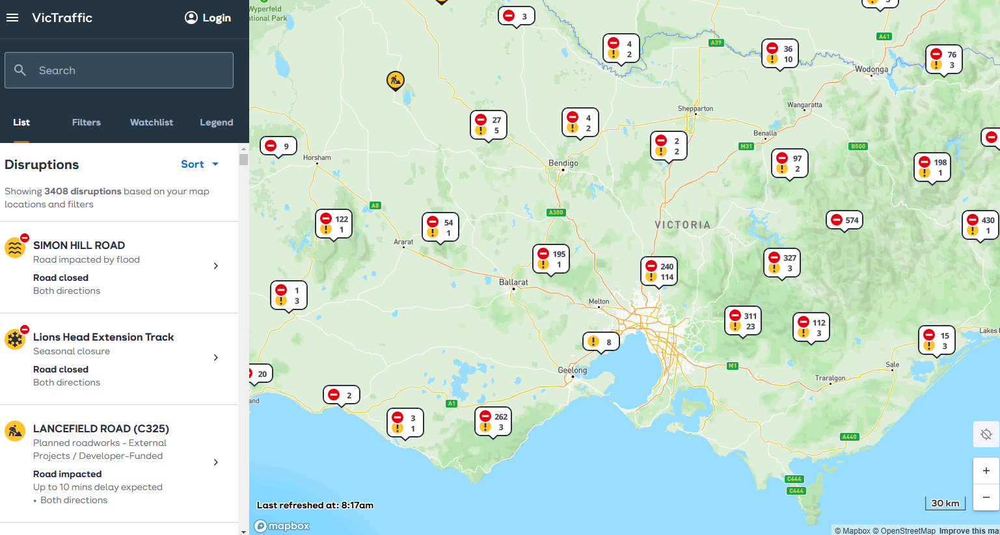 VicTraffic
Login
Search
List
Filters
Watchlist
Legend
Disruptions
Sort
Showing 3408 disruptions based on your map
locations and filters
SIMON HILL ROAD
Road impacted by flood
Road closed
Both directions
Lions Head Extension Track
Seasonal closure
Road closed
Both directions
LANCEFIELD ROAD (C325)
Planned roadworks - External
Projects / Developer-Funded
Road impacted
Up to 10 mins delay expected
• Both directions
Wyperfeld
ational Park
3
4
2
A39
36
10
A41
76
3
Wodonga
Shepparton
Wangaratta
27
5
4
2
2
2
Benalla
M31
B500
9
Horsham
Bendigo
97
2
198
1
A8
A300
122
1
54
1
VICTORIA
574
430
1
Ararat
195
1
240
114
327
3
Ballarat
1
3
Melton
311
23
112
3
15
3
Lakes
8
M1
Sale
Geelong
Traralgon
20
and
2
A1
3
1
262
3
A440
C444
C444
Last refreshed at: 8:17am
30 km
mapbox
© Mapbox © OpenStreetMap Improve this ma